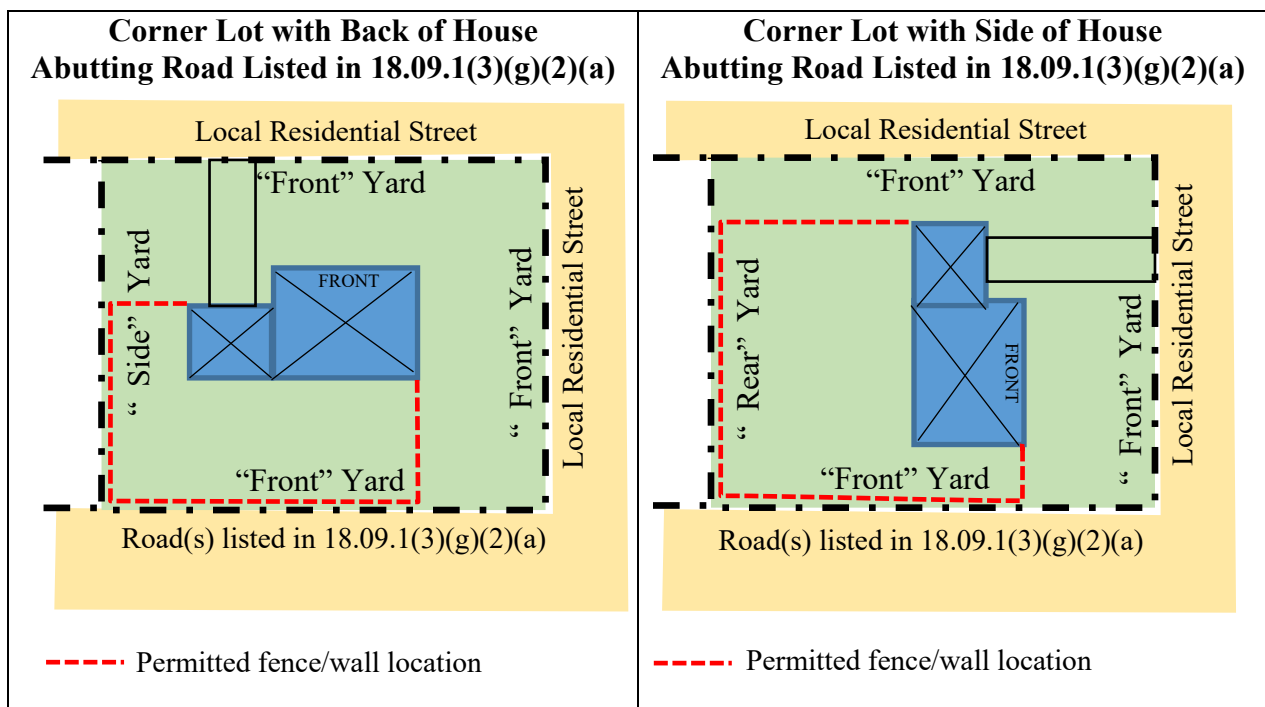 Corner Lot with Back of House
Abutting Road Listed in 18.09.1(3)(g)(2)(a)
Local Residential Street
“Front” Yard
“ Side” Yard
FRONT
“ Front” Yard
Local Residential Street
“Front” Yard
Road(s) listed in 18.09.1(3)(g)(2)(a)
Permitted fence/wall location
Corner Lot with Side of House
Abutting Road Listed in 18.09.1(3)(g)(2)(a)
Local Residential Street
“Front” Yard
“ Rear” Yard
FRONT
“ Front” Yard
Local Residential Street
“Front” Yard
Road(s) listed in 18.09.1(3)(g)(2)(a)
Permitted fence/wall location